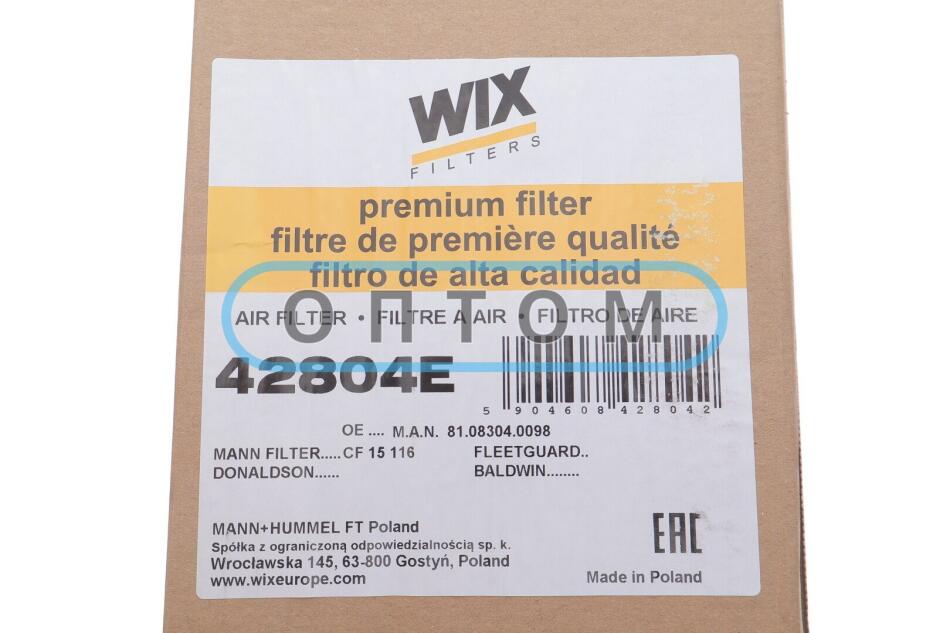 WIX
FILTERS
premium filter
filtre de première qualité
filtro de alta calidad
ОПТОМ
AIR FILTER • FILTRE À AIR • FILTRO DE AIRE
42804E
5 904608 428042
OE .... M.A.N. 81.08304.0098
MANN FILTER.....CF 15 116 FLEETGUARD..
DONALDSON...... BALDWIN........
MANN+HUMMEL FT Poland
Spółka z ograniczoną odpowiedzialnością sp. k.
Wrocławska 145, 63-800 Gostyń, Poland
www.wixeurope.com
EAC
Made in Poland